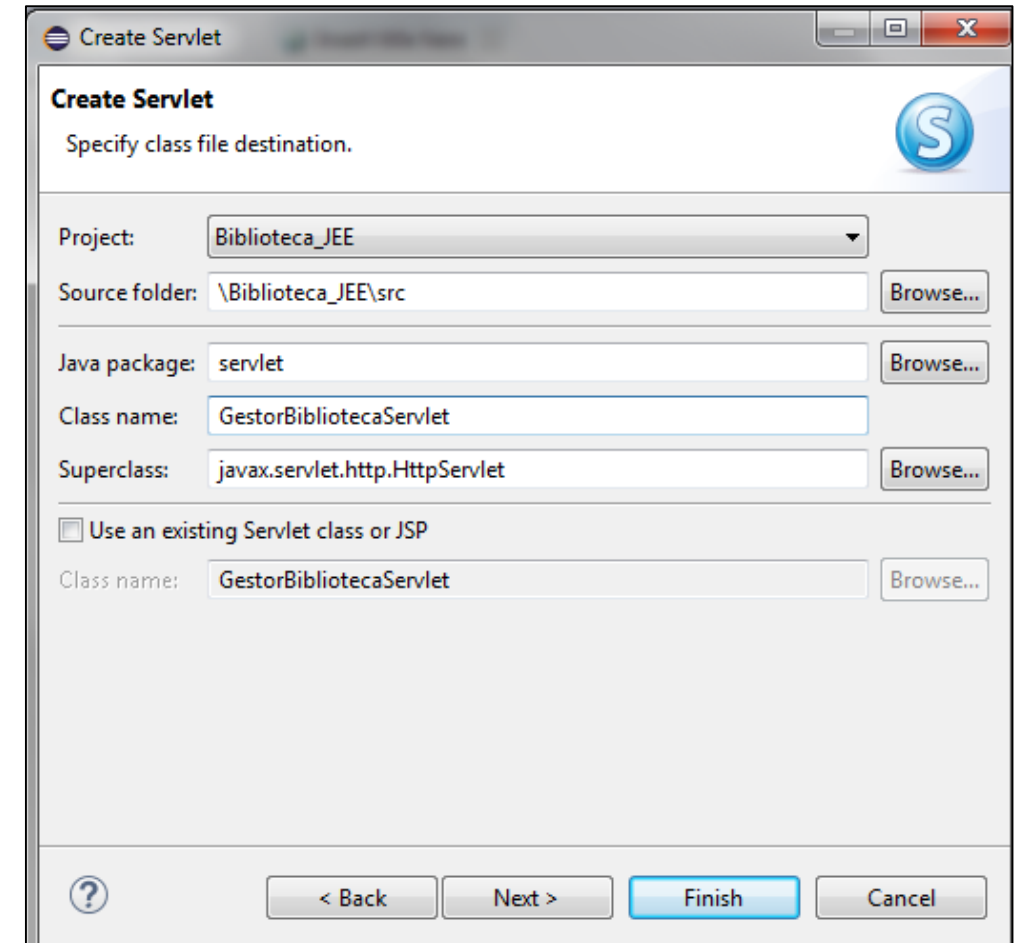 Create Servlet
Create Servlet
Specify class file destination.
S
Project: Biblioteca_JEE
Source folder: \Biblioteca_JEE\src Browse...
Java package: servlet Browse...
Class name: GestorBibliotecaServlet
Superclass: javax.servlet.http.HttpServlet Browse...
Use an existing Servlet class or JSP
Class name: GestorBibliotecaServlet Browse...
? < Back Next > Finish Cancel